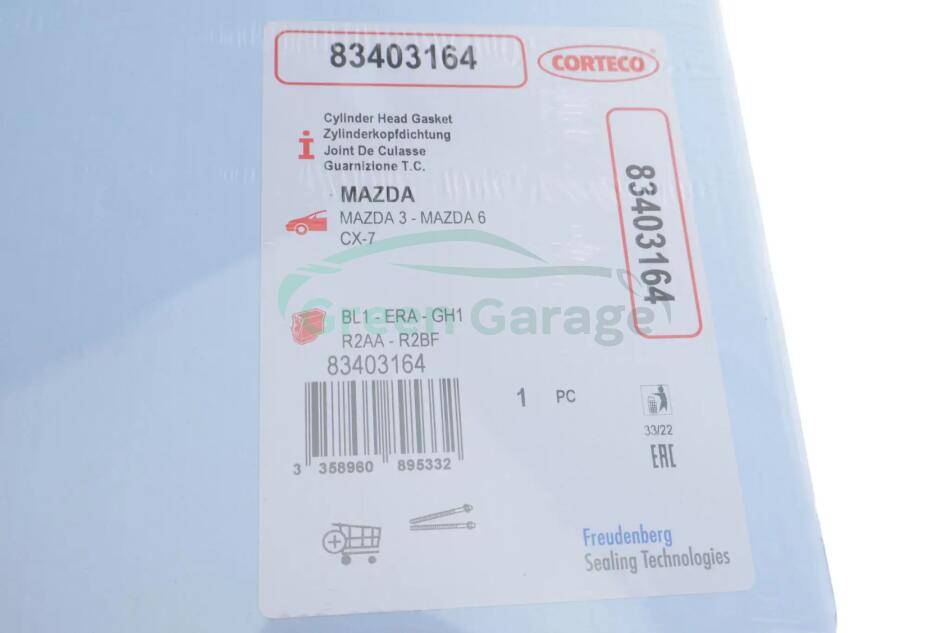 83403164
CORTECO
Cylinder Head Gasket
Zylinderkopfdichtung
Joint De Culasse
Guarnizione T.C.
83403164
MAZDA
MAZDA 3 - MAZDA 6
CX-7
Green Garage
BL1 - ERA - GH1
R2AA - R2BF
83403164
1 PC
3 358960 895332
33/22
EAC
Freudenberg
Sealing Technologies